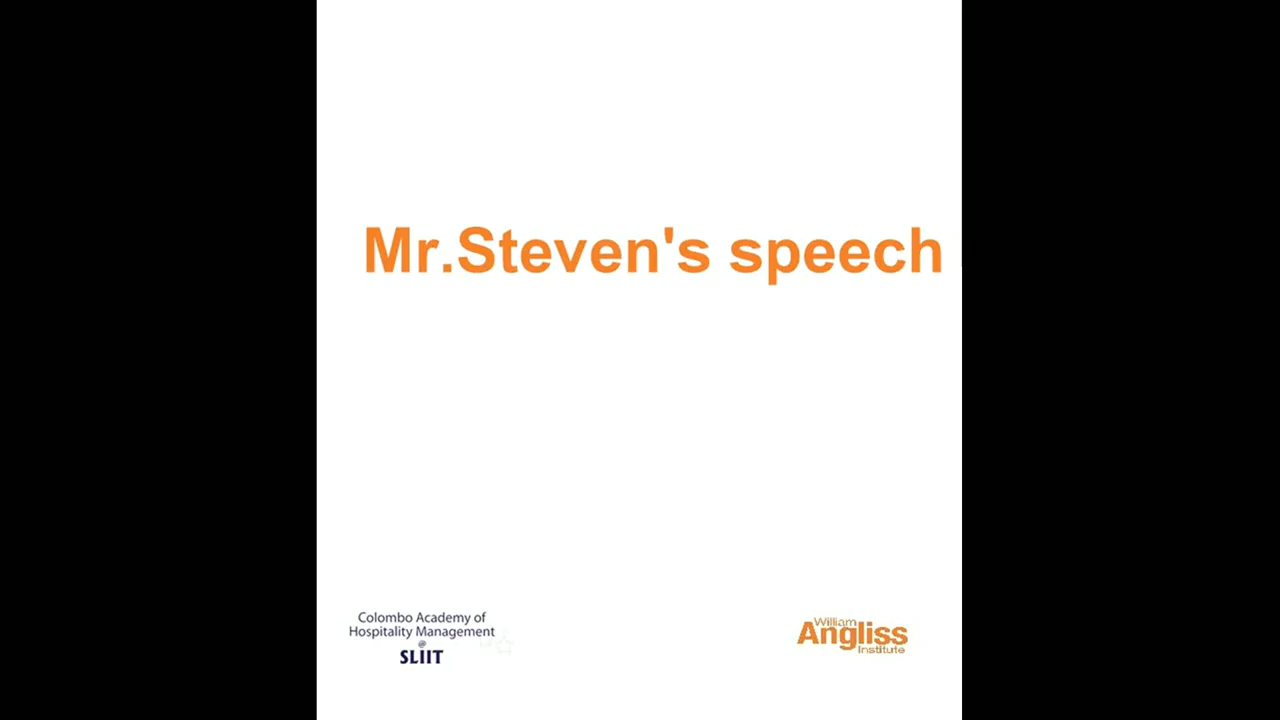 Mr.Steven's speech
Colombo Academy of
Hospitality Management
@
SLIIT
William
Angliss
Institute